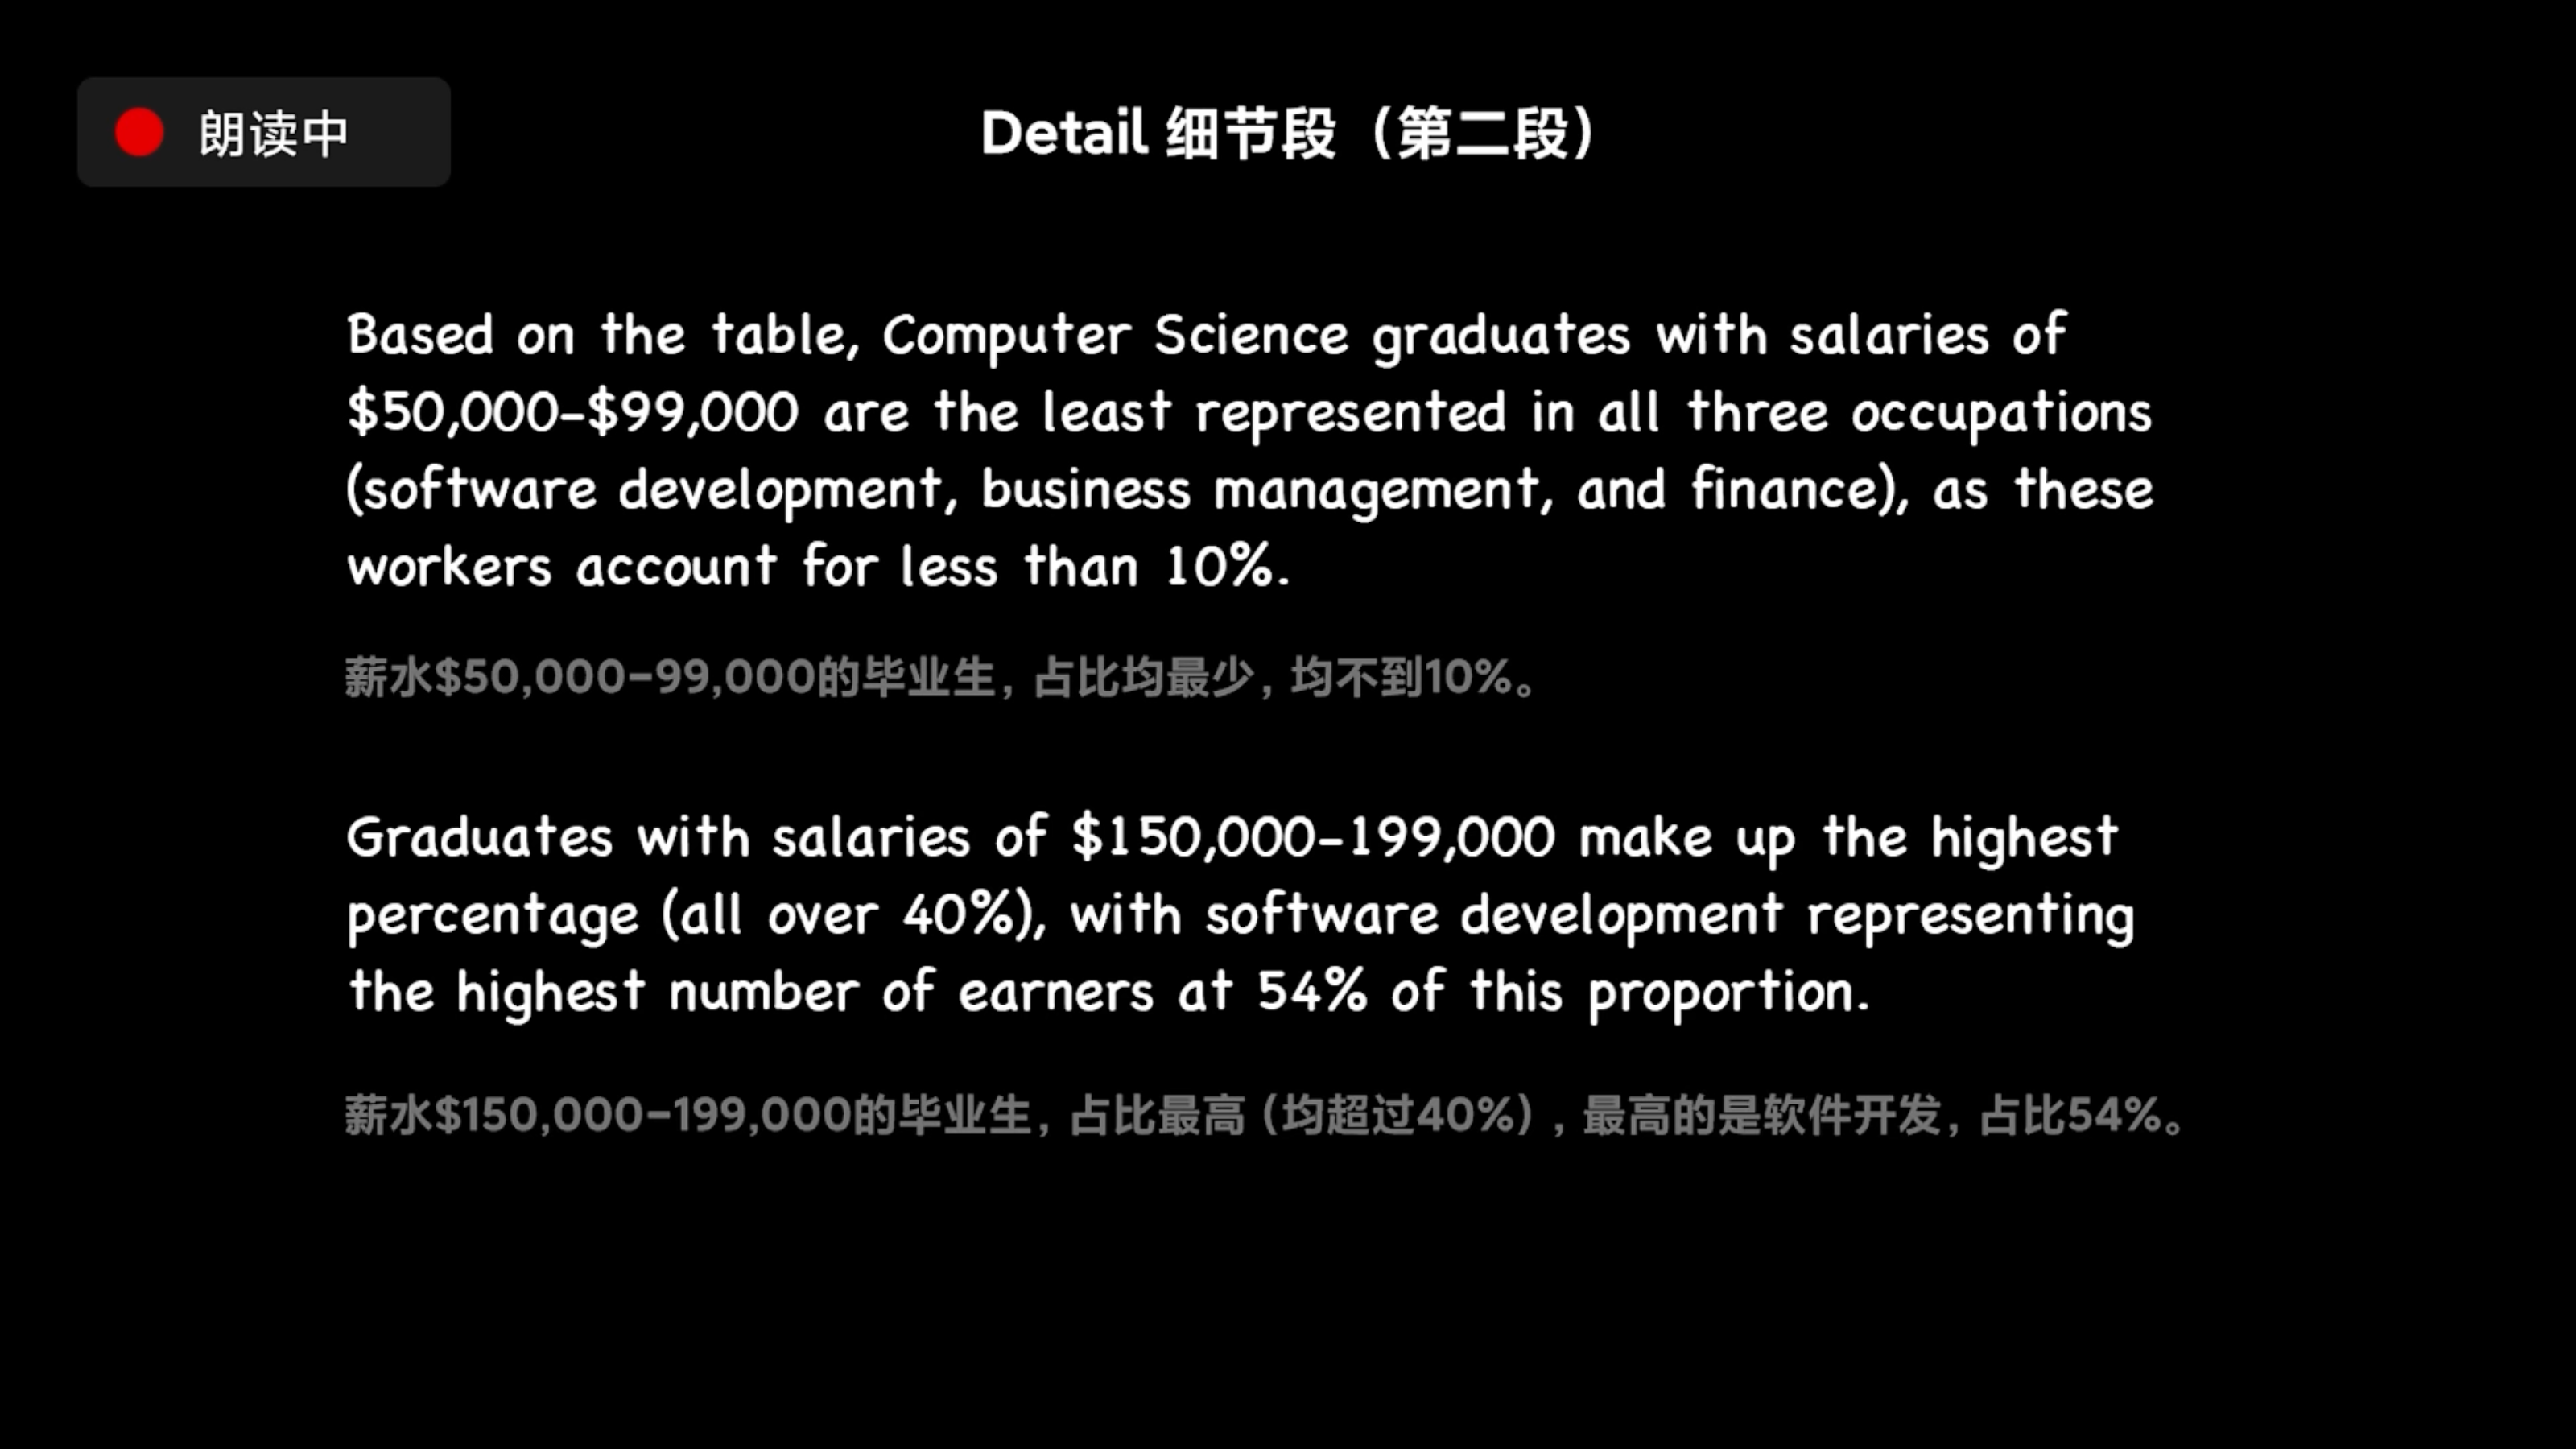 朗读中
Detail 细节段（第二段）
Based on the table, Computer Science graduates with salaries of
$50,000-$99,000 are the least represented in all three occupations
(software development, business management, and finance), as these
workers account for less than 10%.
薪水$50,000-99,000的毕业生，占比均最少，均不到10%。
Graduates with salaries of $150,000-199,000 make up the highest
percentage (all over 40%), with software development representing
the highest number of earners at 54% of this proportion.
薪水$150,000-199,000的毕业生，占比最高（均超过40%），最高的是软件开发，占比54%。